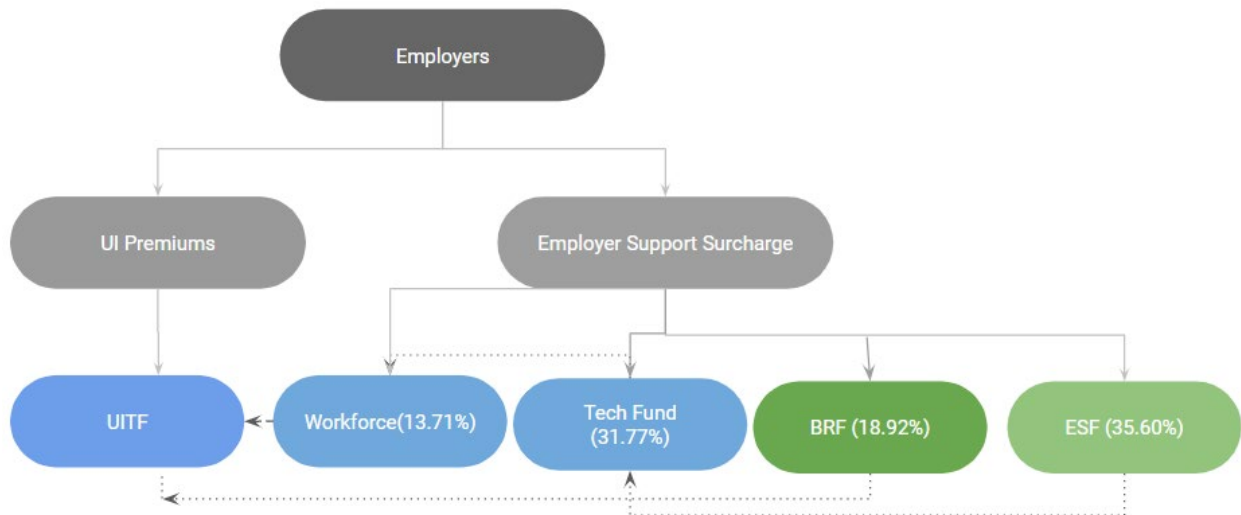 Employers
UI Premiums
Employer Support Surcharge
UITF
Workforce(13.71%)
Tech Fund
(31.77%)
BRF (18.92%)
ESF (35.60%)